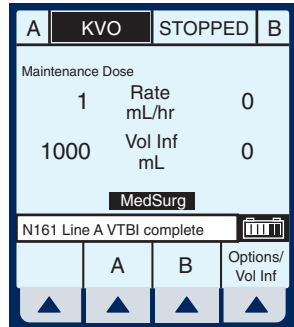 A KVO STOPPED B
Maintenance Dose
1 Rate mL/hr 0
1000 Vol Inf mL 0
MedSurg
N161 Line A VTBI complete
A B Options/ Vol Inf